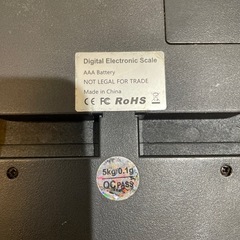 Digital Electronic Scale
AAA Battery
NOT LEGAL FOR TRADE
Made in China
CE FC RoHS
5kg/0.1g
QC PASS